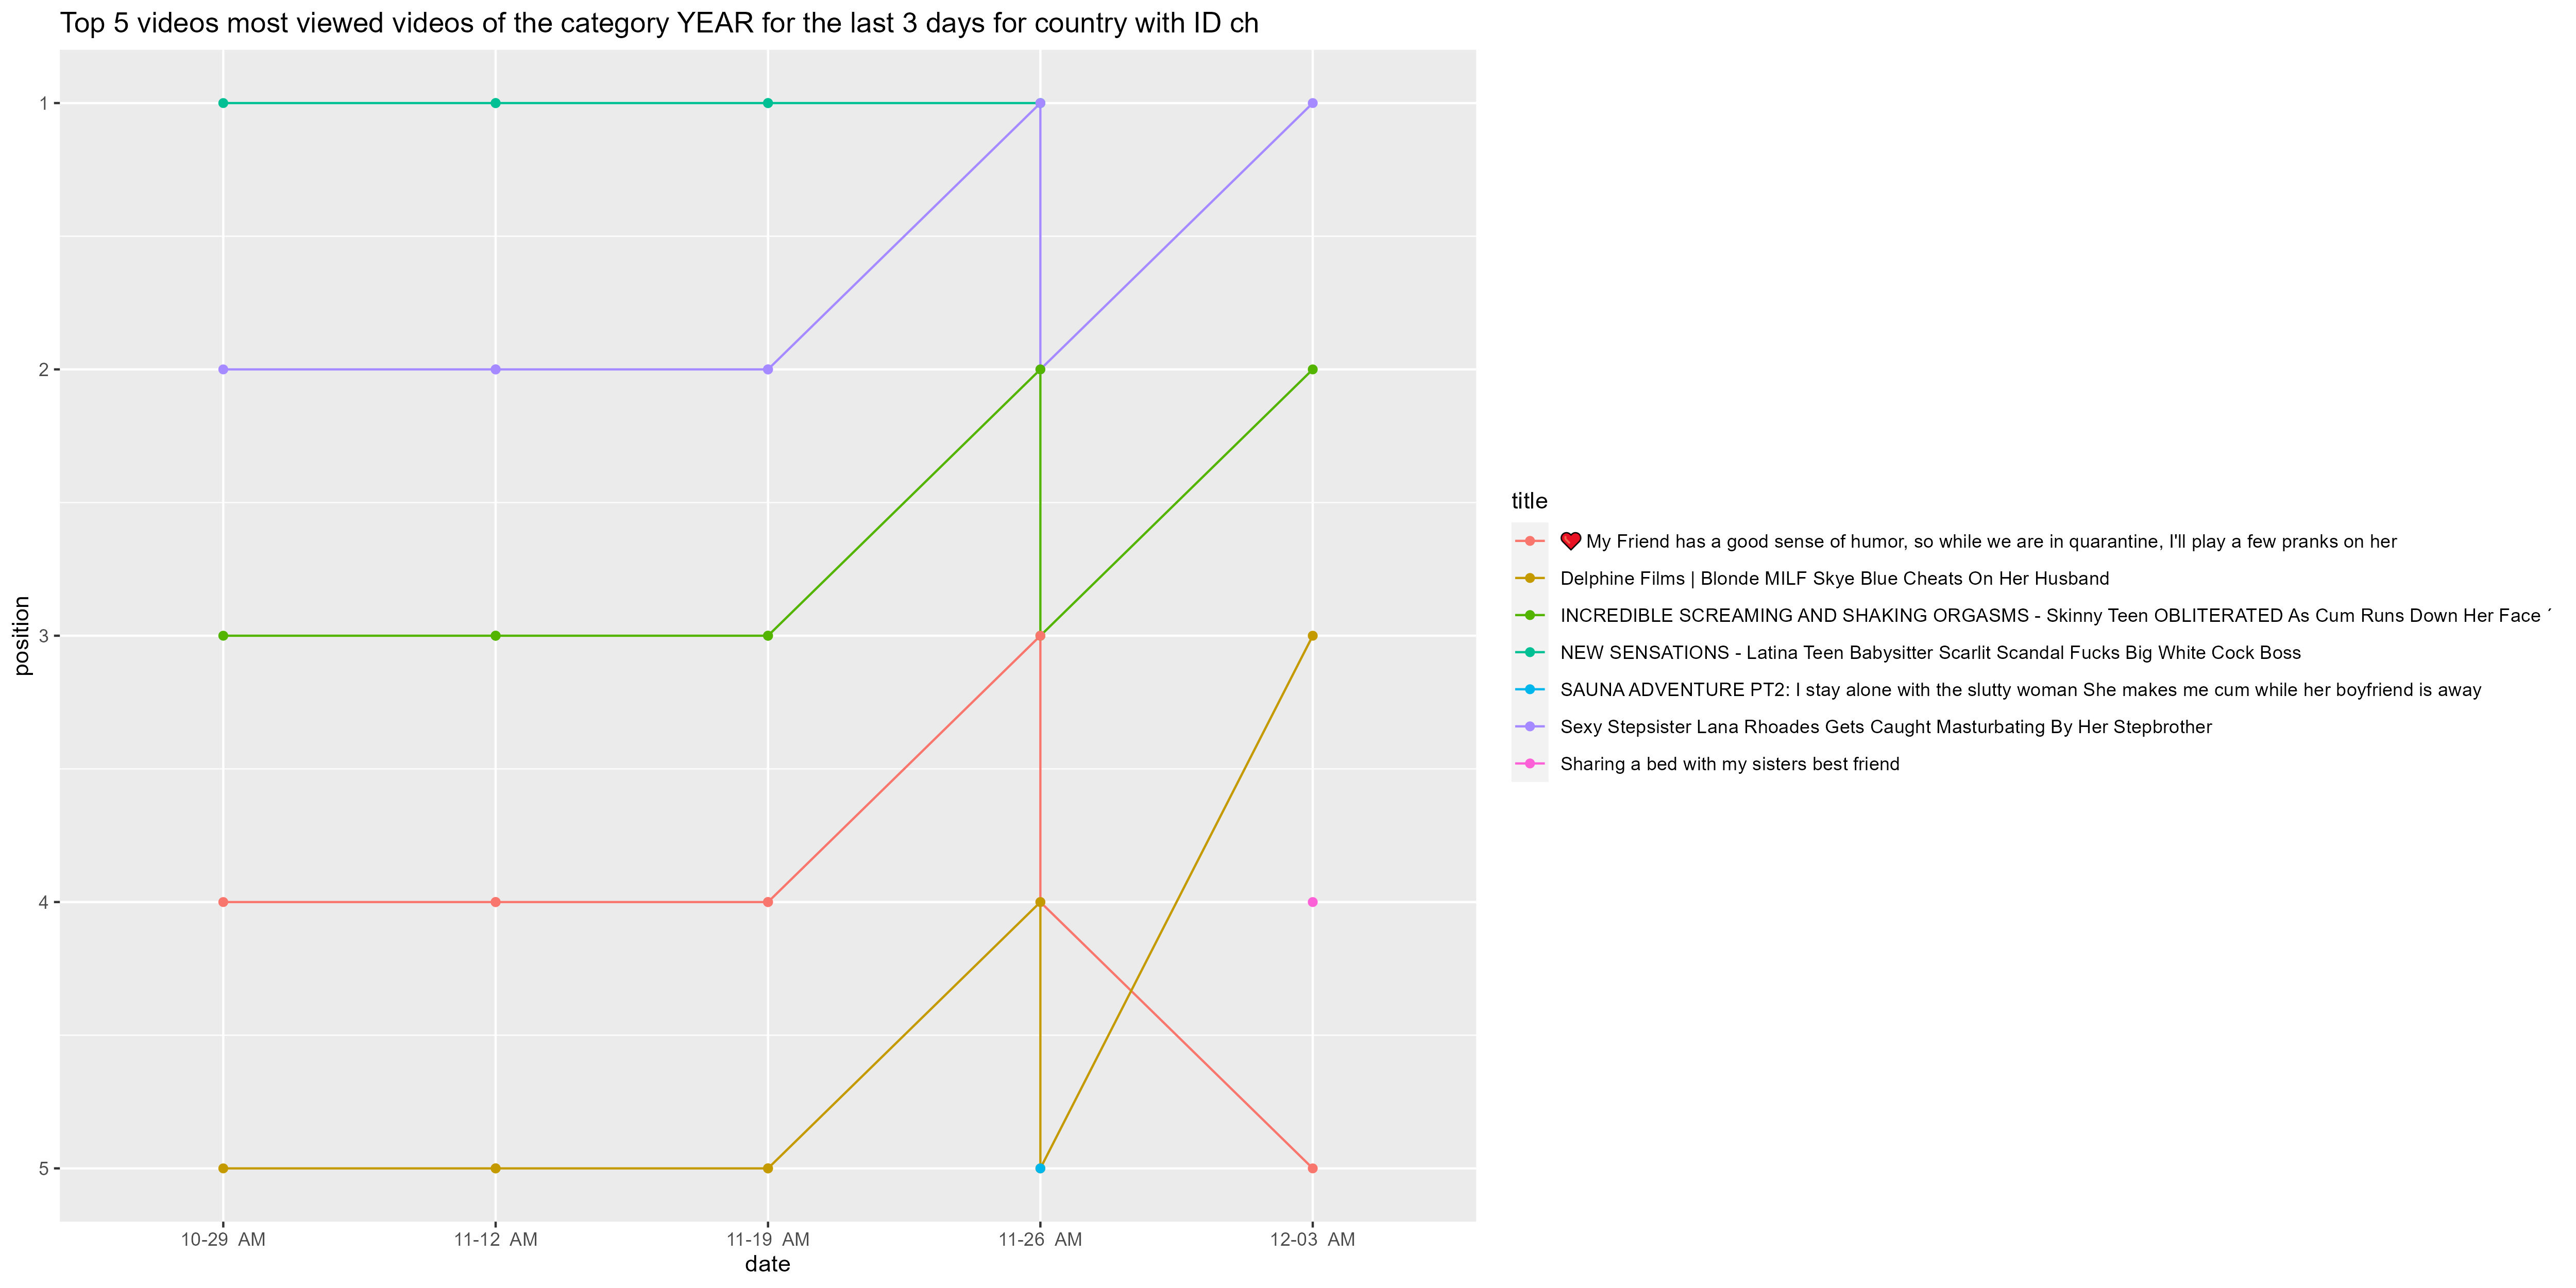 Top 5 videos most viewed videos of the category YEAR for the last 3 days for country with ID ch
1
2
3
4
5
position
10-29 AM
11-12 AM
11-19 AM
11-26 AM
12-03 AM
date
title
❤️ My Friend has a good sense of humor, so while we are in quarantine, I'll play a few pranks on her
Delphine Films | Blonde MILF Skye Blue Cheats On Her Husband
INCREDIBLE SCREAMING AND SHAKING ORGASMS - Skinny Teen OBLITERATED As Cum Runs Down Her Face
NEW SENSATIONS - Latina Teen Babysitter Scarlit Scandal Fucks Big White Cock Boss
SAUNA ADVENTURE PT2: I stay alone with the slutty woman She makes me cum while her boyfriend is away
Sexy Stepsister Lana Rhoades Gets Caught Masturbating By Her Stepbrother
Sharing a bed with my sisters best friend